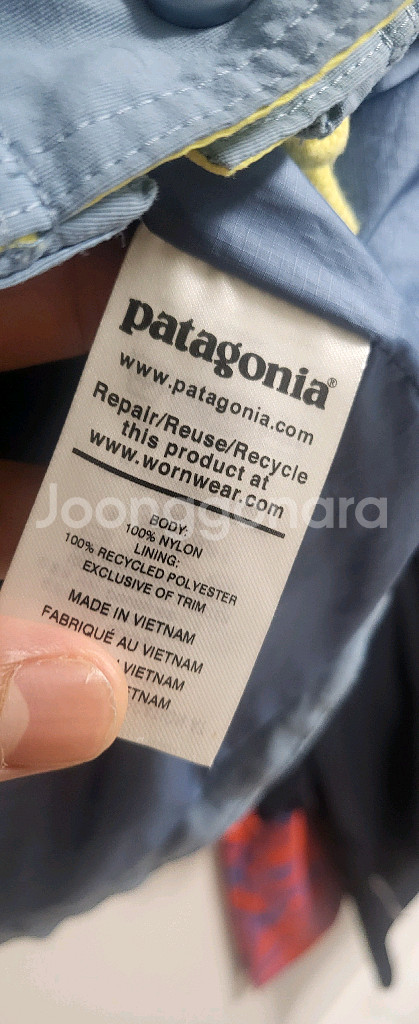 patagonia®
www.patagonia.com
Repair/Reuse/Recycle
this product at
www.wornwear.com
Joonggonara
BODY:
100% NYLON
LINING:
100% RECYCLED POLYESTER
EXCLUSIVE OF TRIM
MADE IN VIETNAM
FABRIQUÉ AU VIETNAM
VIETNAM